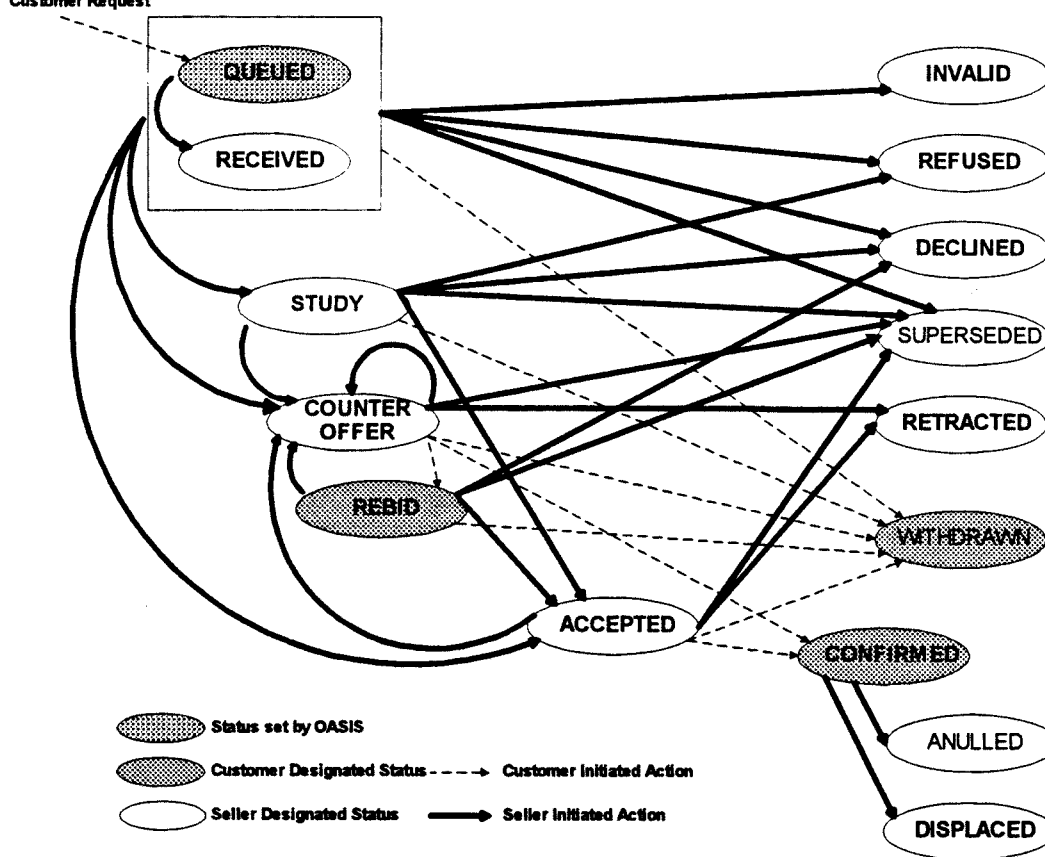 Customer Request
QUEUED
INVALID
RECEIVED
REFUSED
DECLINED
STUDY
SUPERSEDED
COUNTER
OFFER
RETRACTED
REBID
WITHDRAWN
ACCEPTED
CONFIRMED
Status set by OASIS
ANULLED
Customer Designated Status
Customer Initiated Action
Seller Designated Status
Seller Initiated Action
DISPLACED